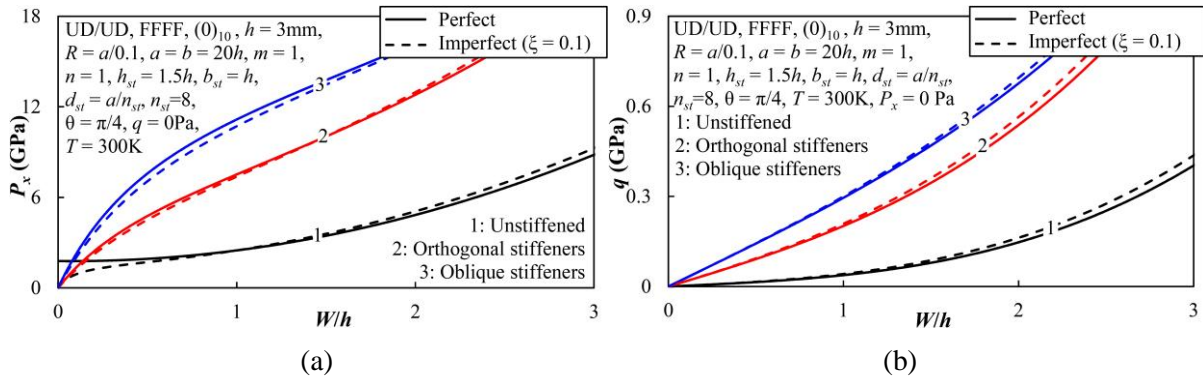 UD/UD, FFFF, (0)₁₀, h = 3mm,
R = a/0.1, a = b = 20h, m = 1,
n = 1, hₛₜ = 1.5h, bₛₜ = h,
dₛₜ = a/nₛₜ, nₛₜ=8,
θ = π/4, q = 0Pa,
T = 300K
Perfect
Imperfect (ξ = 0.1)
18
12
6
0
Pₓ (GPa)
3
2
1
1: Unstiffened
2: Orthogonal stiffeners
3: Oblique stiffeners
0
1
2
3
W/h
(a)
UD/UD, FFFF, (0)₁₀, h = 3mm,
R = a/0.1, a = b = 20h, m = 1,
n = 1, hₛₜ = 1.5h, bₛₜ = h, dₛₜ = a/nₛₜ,
nₛₜ=8, θ = π/4, T = 300K, Pₓ = 0 Pa
Perfect
Imperfect (ξ = 0.1)
1: Unstiffened
2: Orthogonal stiffeners
3: Oblique stiffeners
0.9
0.6
0.3
0
q (GPa)
3
2
1
0
1
2
3
W/h
(b)